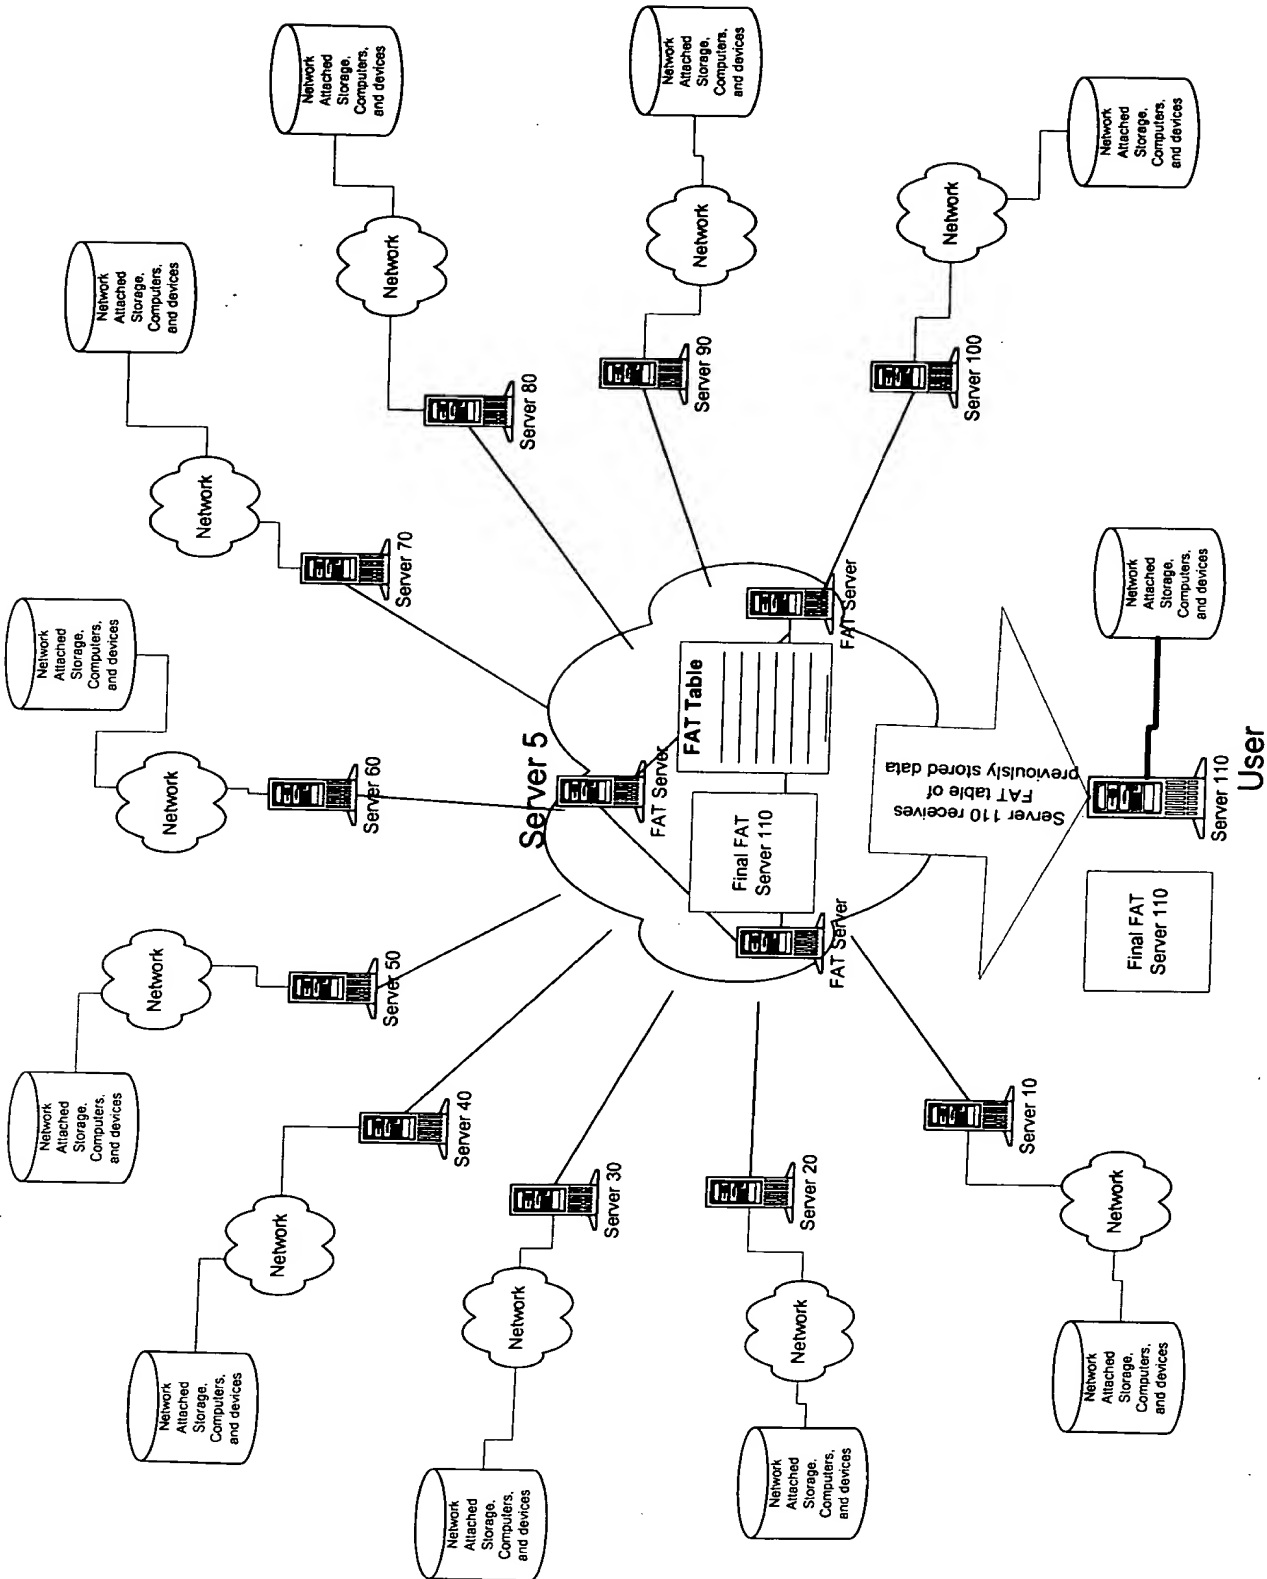 Network
Attached
Storage,
Computers,
and devices
Network
Server 10
Network
Attached
Storage,
Computers,
and devices
Network
Server 20
Network
Attached
Storage,
Computers,
and devices
Network
Server 30
Network
Attached
Storage,
Computers,
and devices
Network
Server 40
Network
Attached
Storage,
Computers,
and devices
Network
Server 50
Network
Attached
Storage,
Computers,
and devices
Network
Server 60
Network
Attached
Storage,
Computers,
and devices
Network
Server 70
Network
Attached
Storage,
Computers,
and devices
Network
Server 80
Network
Attached
Storage,
Computers,
and devices
Network
Server 90
Network
Attached
Storage,
Computers,
and devices
Network
Server 100
Server 5
FAT Server
FAT Server
FAT Server
FAT Table
Final FAT
Server 110
Server 110 receives
FAT table of
previously stored data
Network
Attached
Storage,
Computers,
and devices
Server 110
User
Final FAT
Server 110